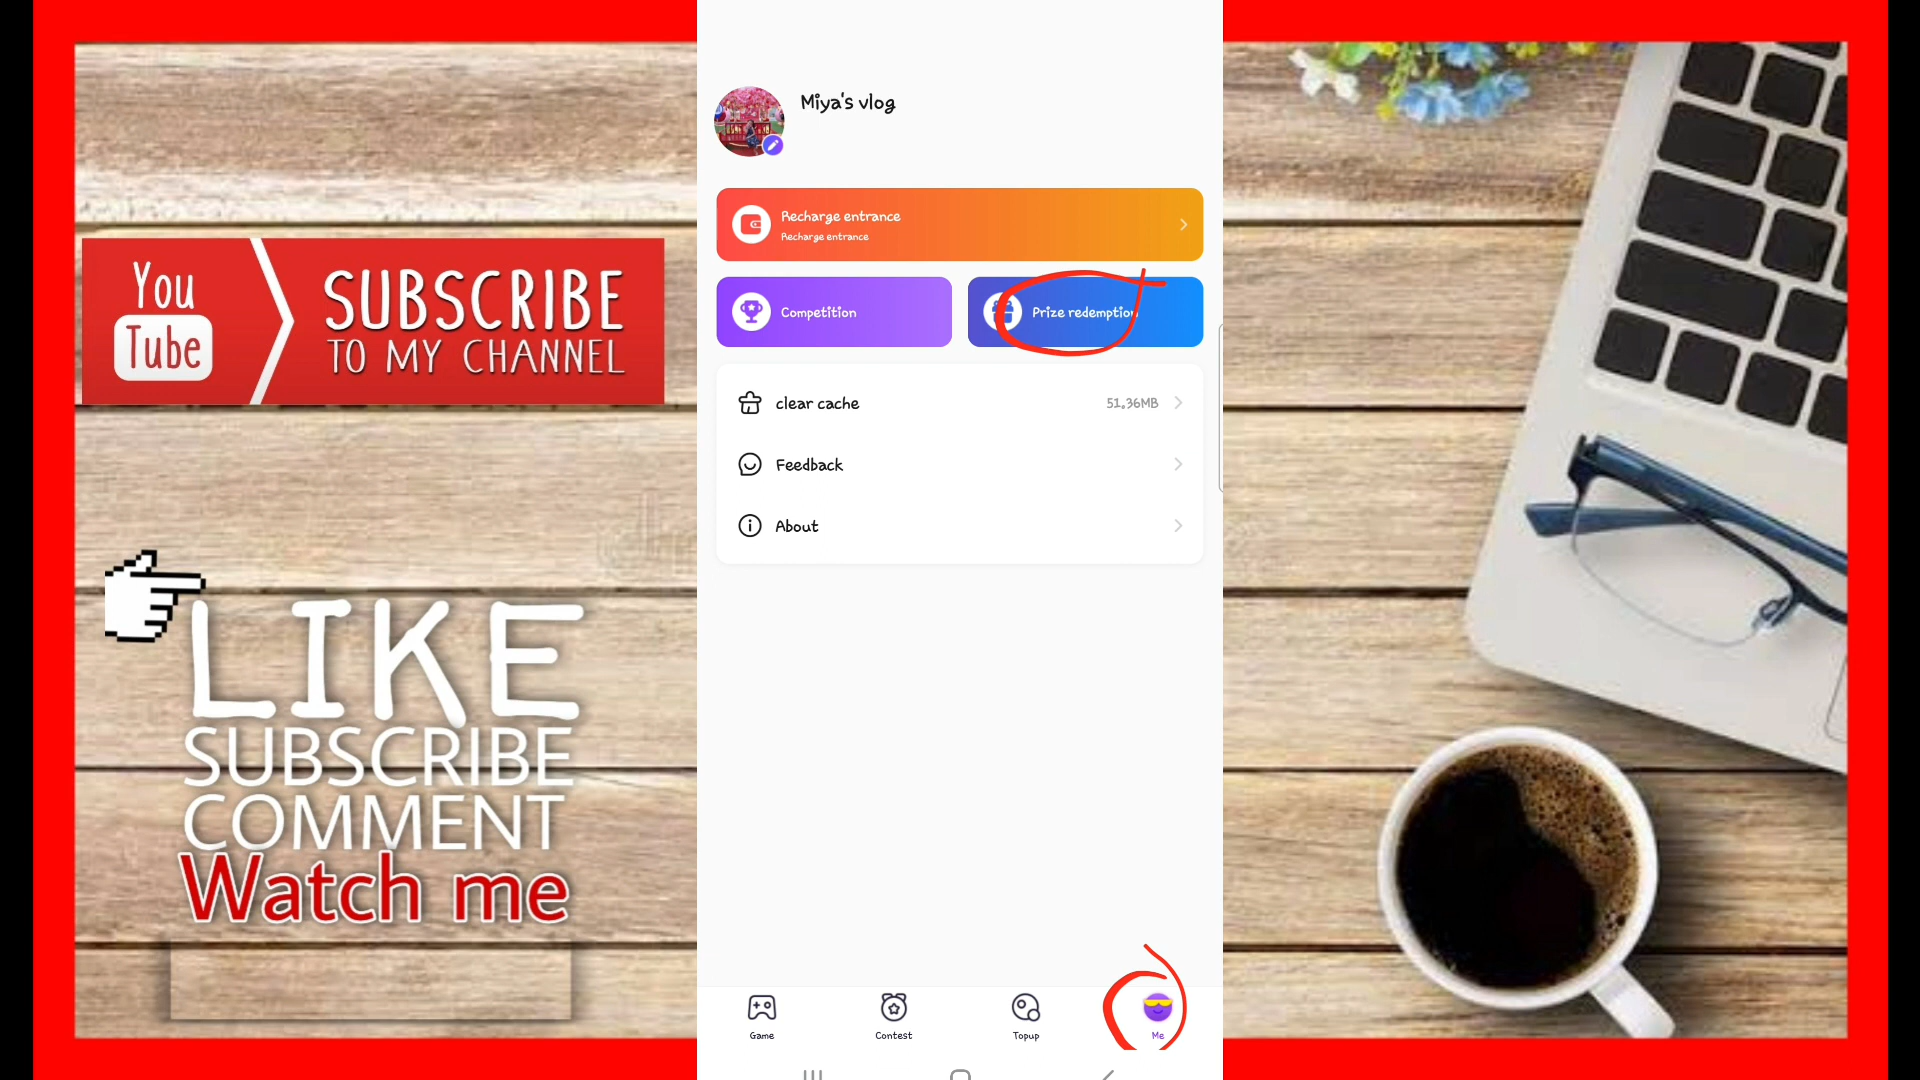 You
Tube
SUBSCRIBE
TO MY CHANNEL
LIKE
SUBSCRIBE
COMMENT
Watch me
Miya's vlog
Recharge entrance
Recharge entrance
Competition
Prize redemption
clear cache
51.36MB
Feedback
About
Game
Contest
Topup
Me